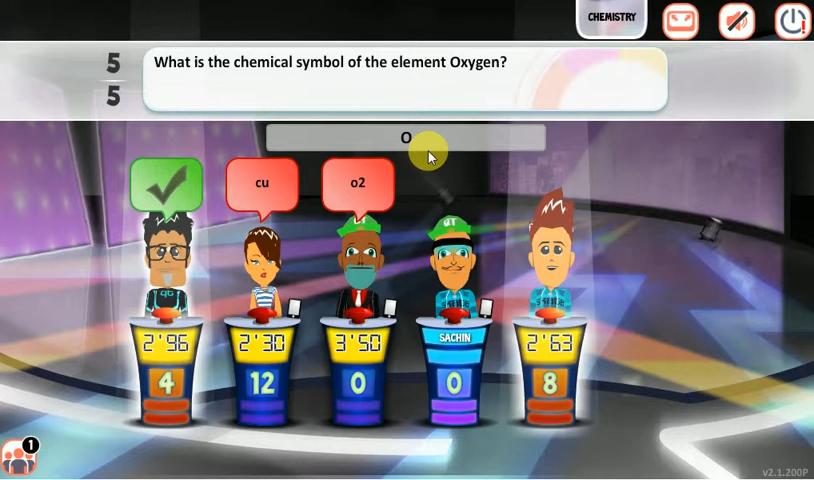 CHEMISTRY
5
5
What is the chemical symbol of the element Oxygen?
O
cu
o2
GT
2'96
2'30
3'50
SACHIN
2'63
4
12
0
0
8
1
v2.1.200P